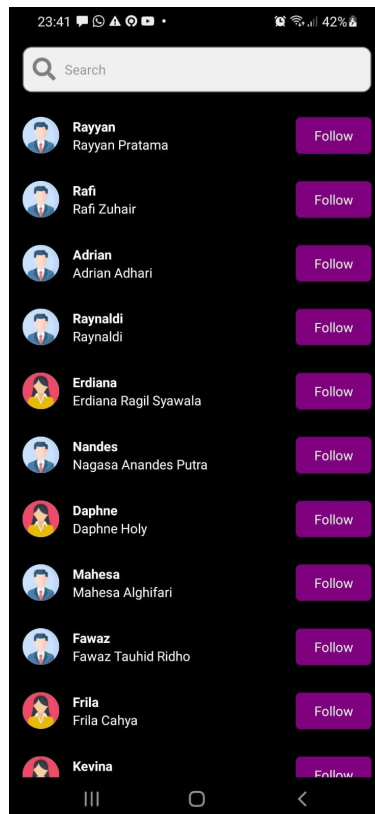 23:41 42%
Search
Rayyan
Rayyan Pratama
Follow
Rafi
Rafi Zuhair
Follow
Adrian
Adrian Adhari
Follow
Raynaldi
Raynaldi
Follow
Erdiana
Erdiana Ragil Syawala
Follow
Nandes
Nagasa Anandes Putra
Follow
Daphne
Daphne Holy
Follow
Mahesa
Mahesa Alghifari
Follow
Fawaz
Fawaz Tauhid Ridho
Follow
Frila
Frila Cahya
Follow
Kevina
Follow